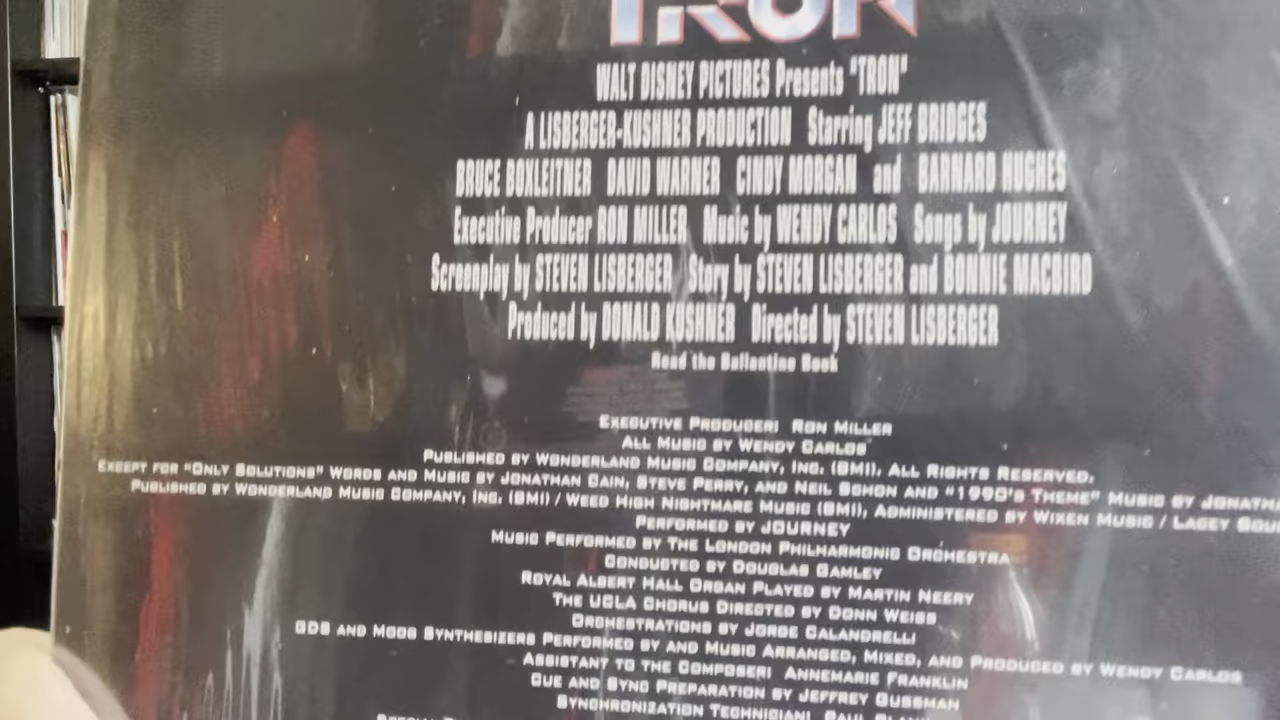 TRON
WALT DISNEY PICTURES Presents "TRON"
A LISBERGER-KUSHNER PRODUCTION Starring JEFF BRIDGES
BRUCE BOXLEITNER DAVID WARNER CINDY MORGAN and BARNARD HUGHES
Executive Producer RON MILLER Music by WENDY CARLOS Songs by JOURNEY
Screenplay by STEVEN LISBERGER Story by STEVEN LISBERGER and BONNIE MACBIRD
Produced by DONALD KUSHNER Directed by STEVEN LISBERGER
Read the Ballantine Book
EXECUTIVE PRODUCER: RON MILLER
ALL MUSIC BY WENDY CARLOS
PUBLISHED BY WONDERLAND MUSIC COMPANY, INC. (BMI). ALL RIGHTS RESERVED.
EXCEPT FOR "ONLY SOLUTIONS" WORDS AND MUSIC BY JONATHAN CAIN, STEVE PERRY, AND NEIL SCHON AND "1990'S THEME" MUSIC BY
PUBLISHED BY WONDERLAND MUSIC COMPANY, INC. (BMI) / WEED HIGH NIGHTMARE MUSIC (BMI), ADMINISTERED BY WIXEN MUSIC / LACEY
PERFORMED BY JOURNEY
MUSIC PERFORMED BY THE LONDON PHILHARMONIC ORCHESTRA
CONDUCTED BY DOUGLAS GAMLEY
ROYAL ALBERT HALL ORGAN PLAYED BY MARTIN NEERY
THE UCLA CHORUS DIRECTED BY DONN WEISS
ORCHESTRATIONS BY JORGE CALANDRELLI
GDS AND MOOG SYNTHESIZERS PERFORMED BY AND MUSIC ARRANGED, MIXED, AND PRODUCED BY WENDY CARLOS
ASSISTANT TO THE COMPOSER: ANNEMARIE FRANKLIN
CUE AND SYNC PREPARATION BY JEFFREY GUSSMAN
SYNCHRONIZATION TECHNICIAN: